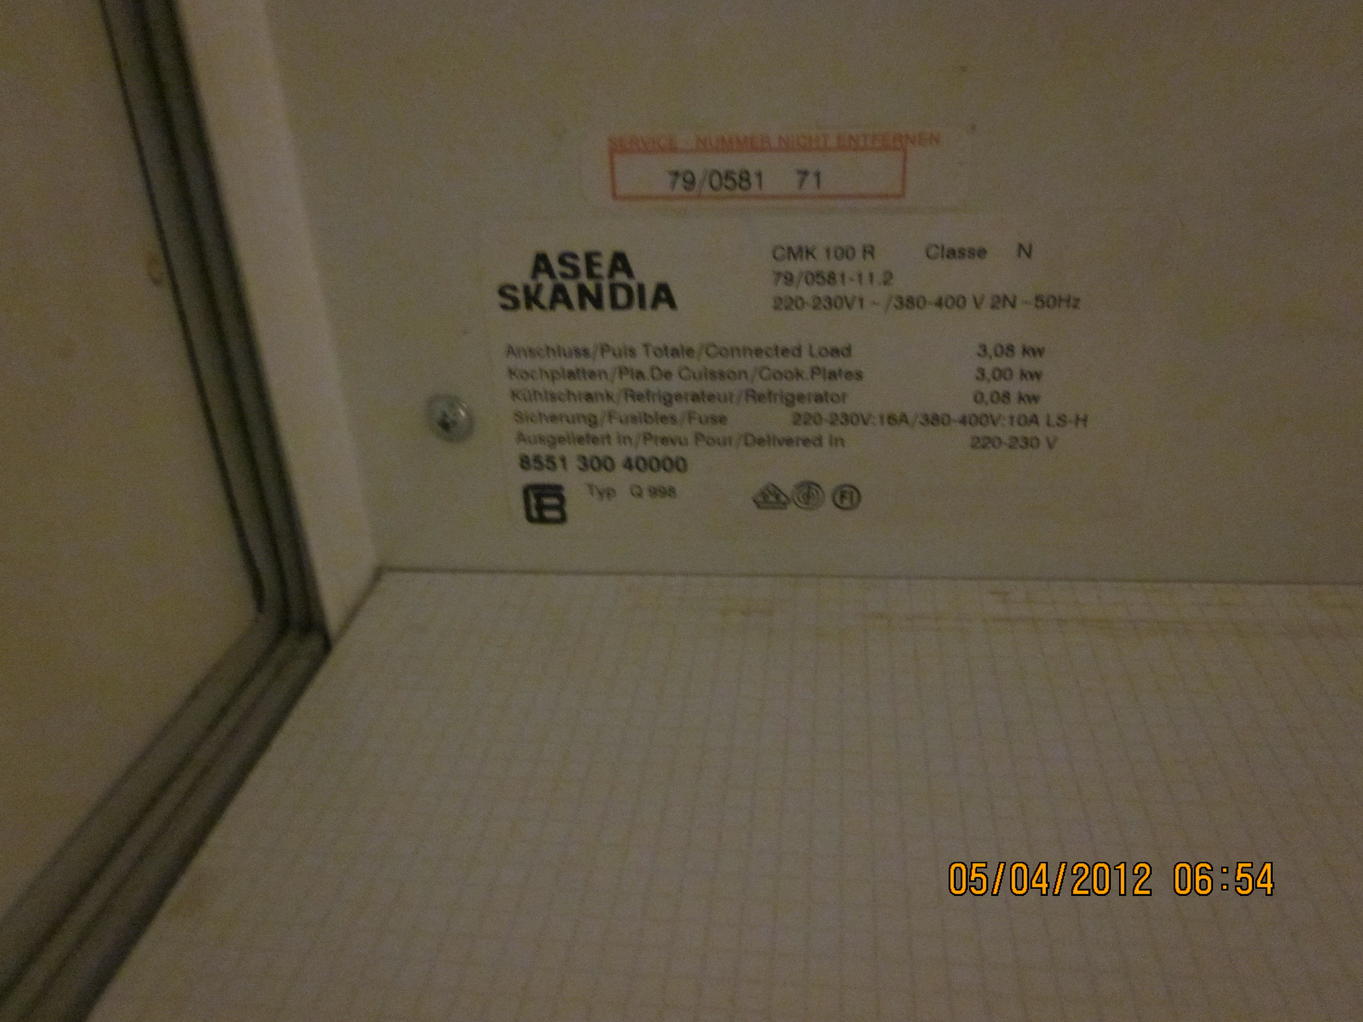 SERVICE - NUMMER NICHT ENTFERNEN
79/0581 71
ASEA
SKANDIA
CMK 100 R Classe N
79/0581-11.2
220-230V1~/380-400 V 2N~50Hz
Anschluss/Puis Totale/Connected Load 3,08 kw
Kochplatten/Pla.De Cuisson/Cook.Plates 3,00 kw
Kühlschrank/Refrigerateur/Refrigerator 0,08 kw
Sicherung/Fusibles/Fuse 220-230V:16A/380-400V:10A LS-H
Ausgeliefert in/Prevu Pour/Delivered in 220-230 V
8551 300 40000
Typ Q 998
FI
05/04/2012 06:54